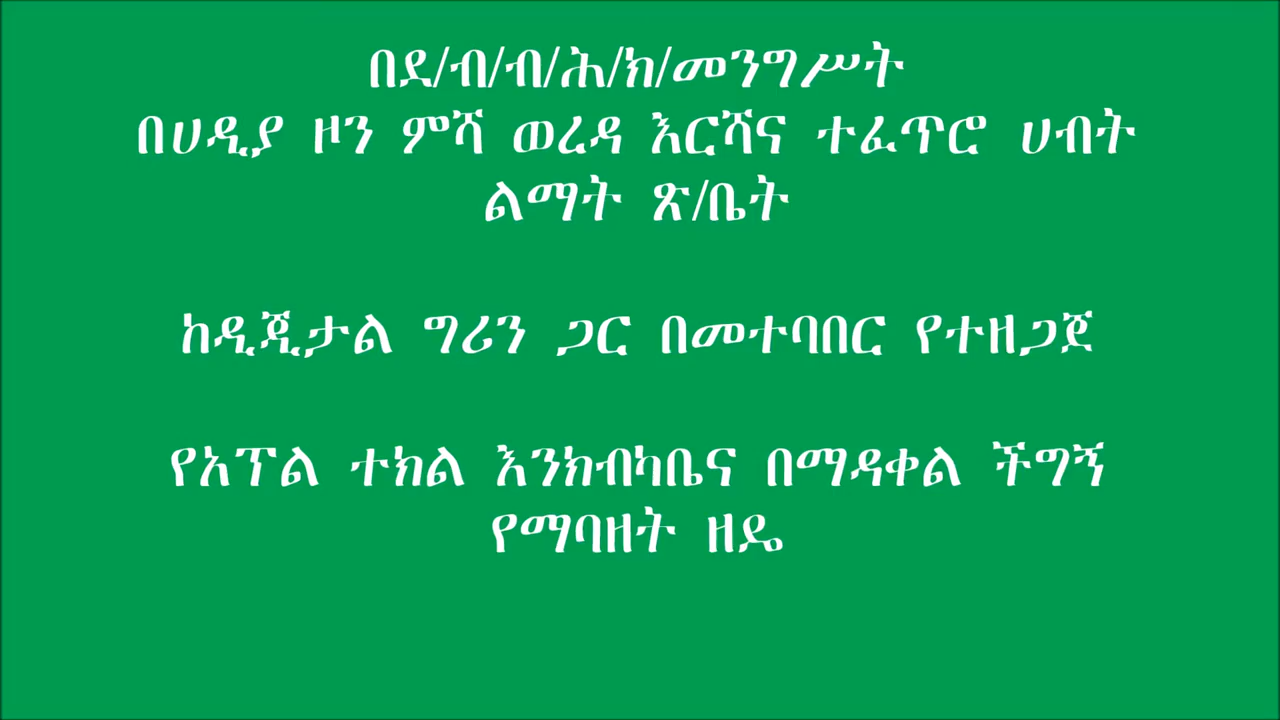 በደ/ብ/ብ/ሕ/ክ/መንግሥት
በሀዲያ ዞን ምሻ ወረዳ እርሻና ተፈጥሮ ሀብት
ልማት ጽ/ቤት
ከዲጂታል ግሪን ጋር በመተባበር የተዘጋጀ
የአፕል ተክል እንክብካቤና በማዳቀል ችግኝ
የማባዘት ዘዴ